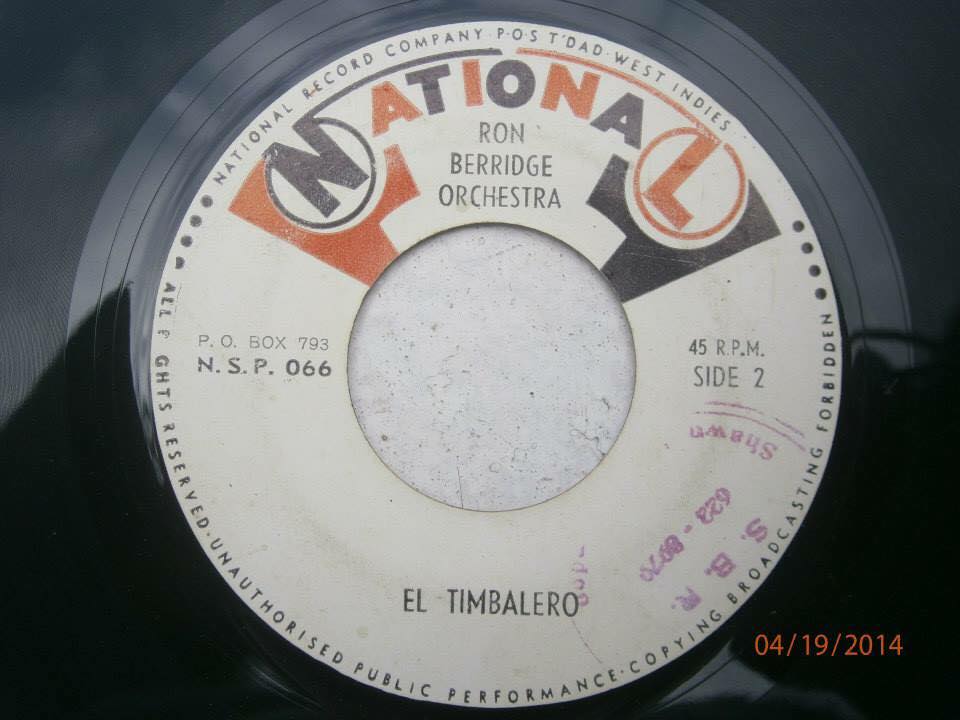 NATIONAL RECORD COMPANY P·O·S T'DAD·WEST INDIES
NATIONAL
RON
BERRIDGE
ORCHESTRA
P. O. BOX 793
N. S. P. 066
45 R.P.M.
SIDE 2
Shawn
S. B. R.
EL TIMBALERO
ALL GHTS RESERVED·UNAUTHORISED PUBLIC PERFORMANCE·COPYING BROADCASTING FORBIDDEN
04/19/2014